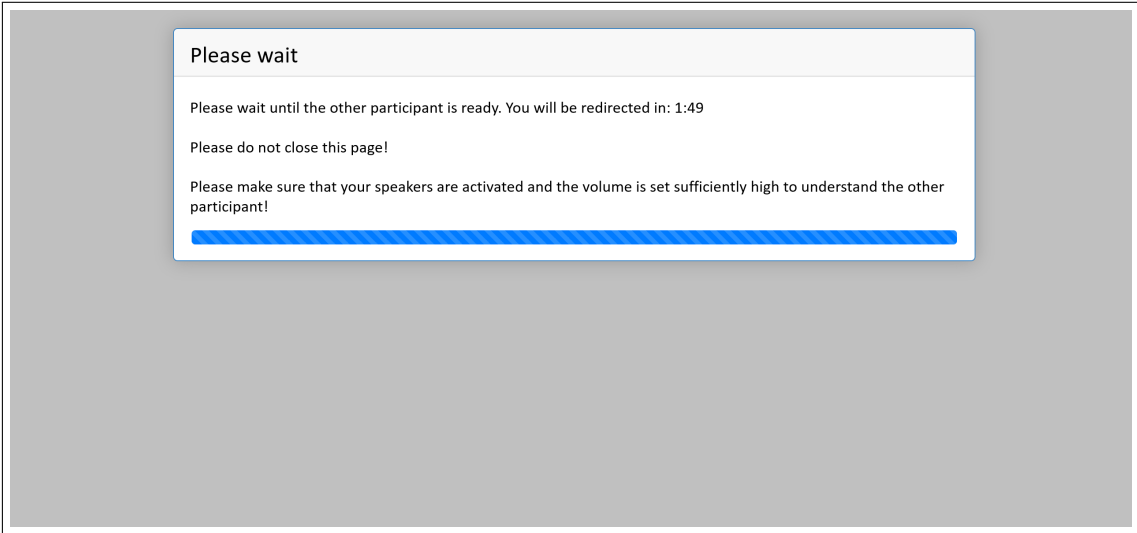 Please wait
Please wait until the other participant is ready. You will be redirected in: 1:49
Please do not close this page!
Please make sure that your speakers are activated and the volume is set sufficiently high to understand the other
participant!